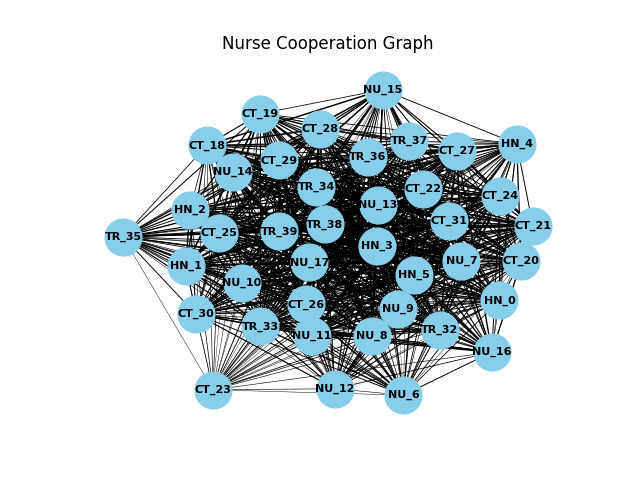 Nurse Cooperation Graph
NU_15
CT_19
CT_28
TR_37
HN_4
CT_18
CT_27
TR_36
CT_29
NU_14
TR_34
CT_22
CT_24
NU_13
HN_2
CT_31
TR_38
CT_21
TR_39
CT_25
TR_35
HN_3
NU_7
CT_20
NU_17
HN_1
HN_5
NU_10
HN_0
CT_26
NU_9
CT_30
TR_33
TR_32
NU_11
NU_8
NU_16
NU_12
CT_23
NU_6